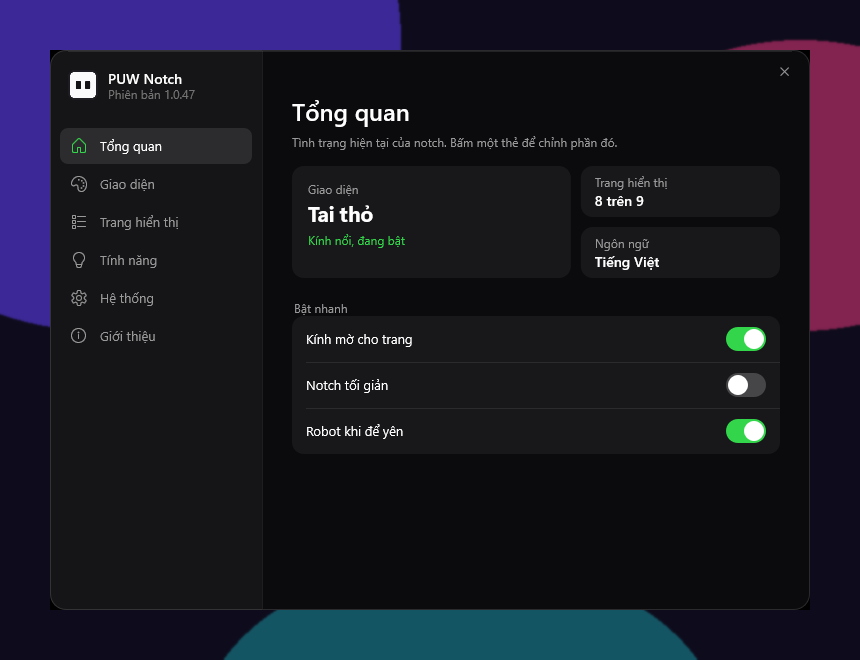 PUW Notch
Phiên bản 1.0.47
Tổng quan
Giao diện
Trang hiển thị
Tính năng
Hệ thống
Giới thiệu
Tổng quan
Tình trạng hiện tại của notch. Bấm một thẻ để chỉnh phần đó.
Giao diện
Tai thỏ
Kính nổi, đang bật
Trang hiển thị
8 trên 9
Ngôn ngữ
Tiếng Việt
Bật nhanh
Kính mờ cho trang
Notch tối giản
Robot khi để yên